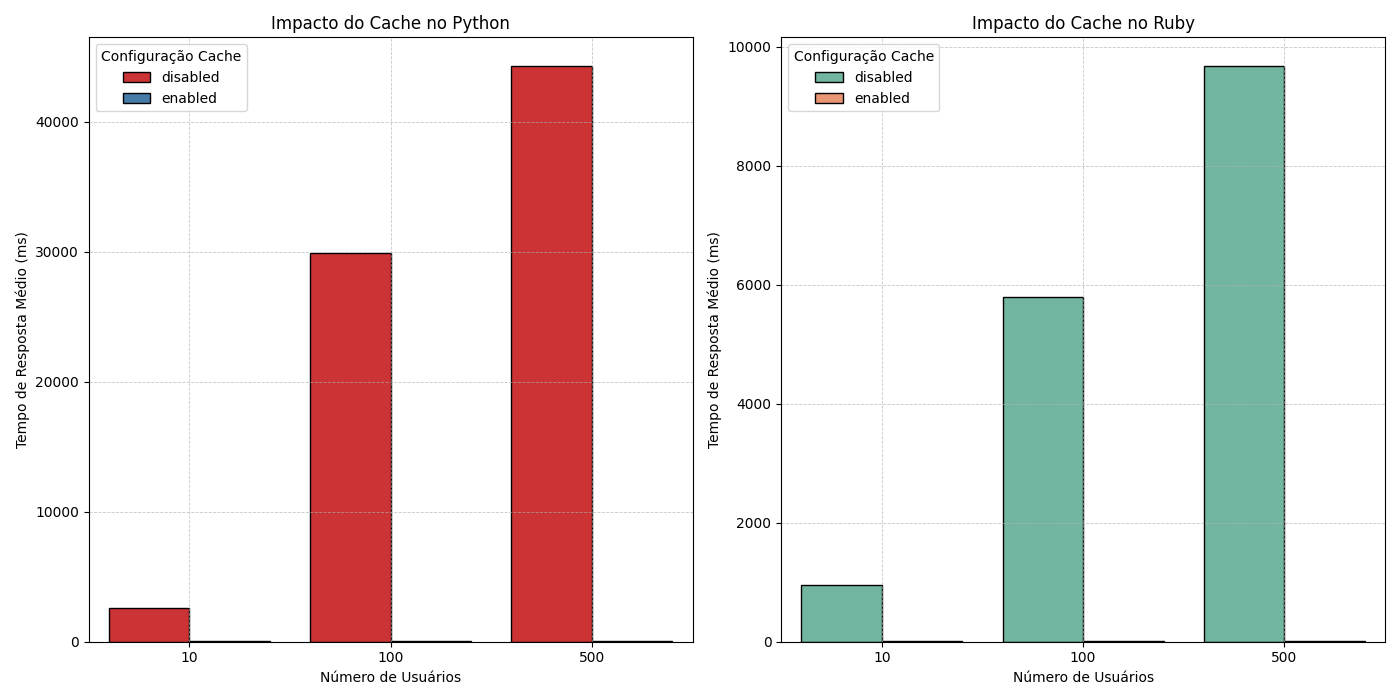 Impacto do Cache no Python
Configuração Cache
disabled
enabled
Tempo de Resposta Médio (ms)
40000
30000
20000
10000
0
10
100
500
Número de Usuários
Impacto do Cache no Ruby
Configuração Cache
disabled
enabled
Tempo de Resposta Médio (ms)
10000
8000
6000
4000
2000
0
10
100
500
Número de Usuários